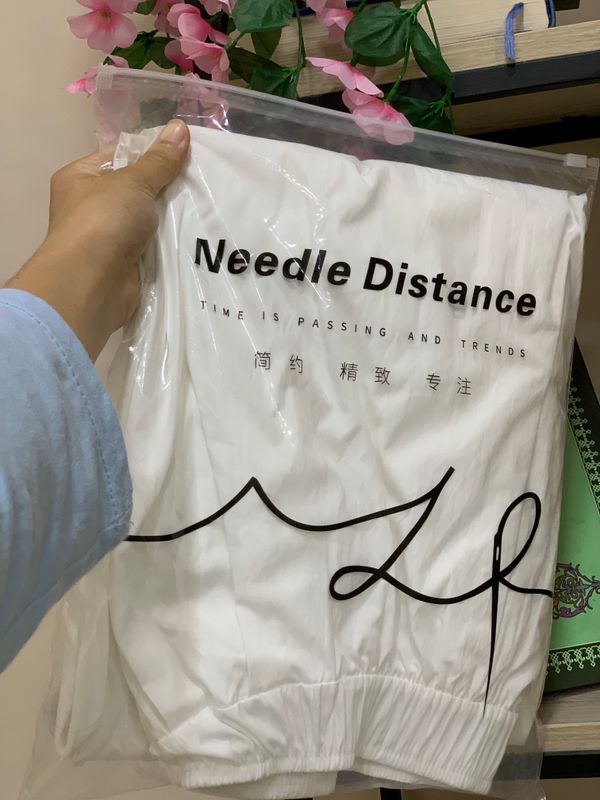 Needle Distance
TIME IS PASSING AND TRENDS
简约 精致 专注